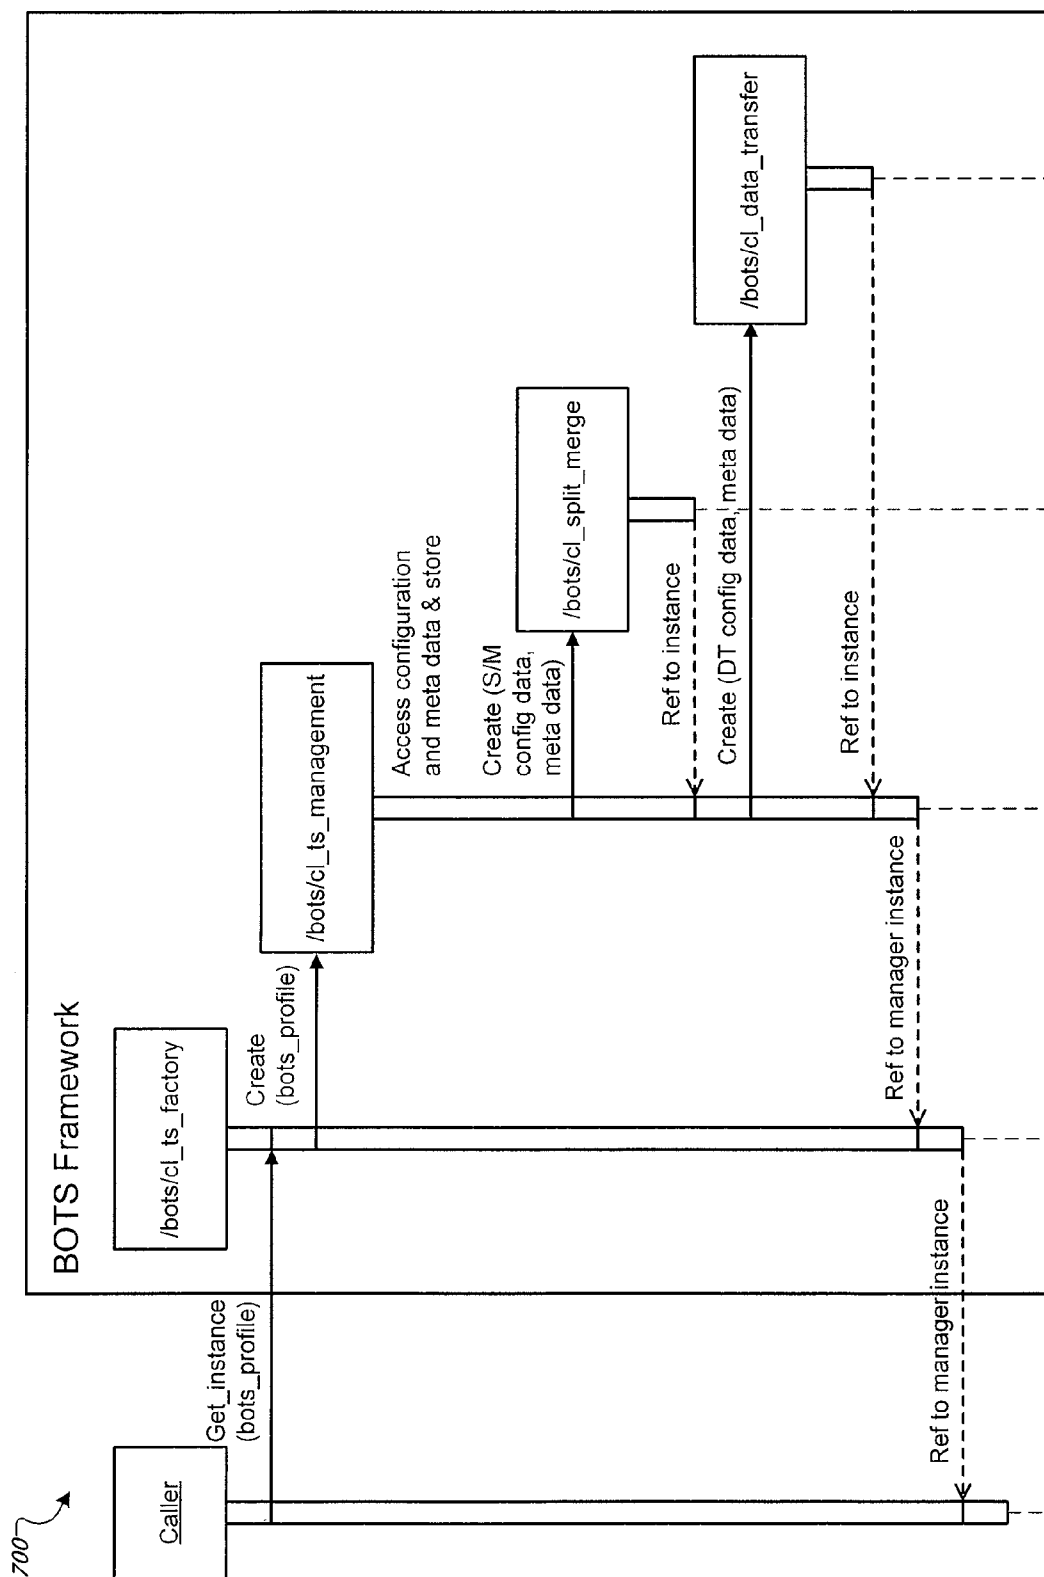 700
BOTS Framework
Caller
/bots/cl_ts_factory
/bots/cl_ts_management
/bots/cl_split_merge
/bots/cl_data_transfer
Get_instance
(bots_profile)
Create
(bots_profile)
Access configuration
and meta data & store
Create (S/M
config data,
meta data)
Ref to instance
Create (DT config data, meta data)
Ref to instance
Ref to manager instance
Ref to manager instance